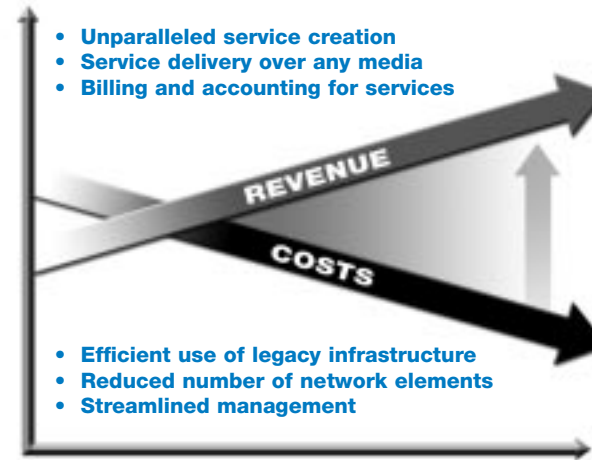 • Unparalleled service creation
• Service delivery over any media
• Billing and accounting for services
REVENUE
COSTS
• Efficient use of legacy infrastructure
• Reduced number of network elements
• Streamlined management